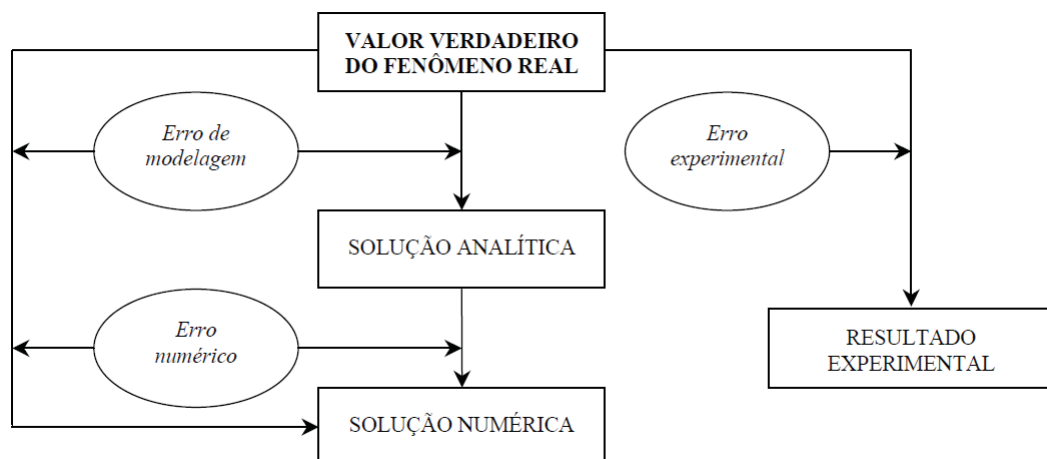 VALOR VERDADEIRO
DO FENÔMENO REAL
Erro de
modelagem
Erro
experimental
SOLUÇÃO ANALÍTICA
Erro
numérico
RESULTADO
EXPERIMENTAL
SOLUÇÃO NUMÉRICA